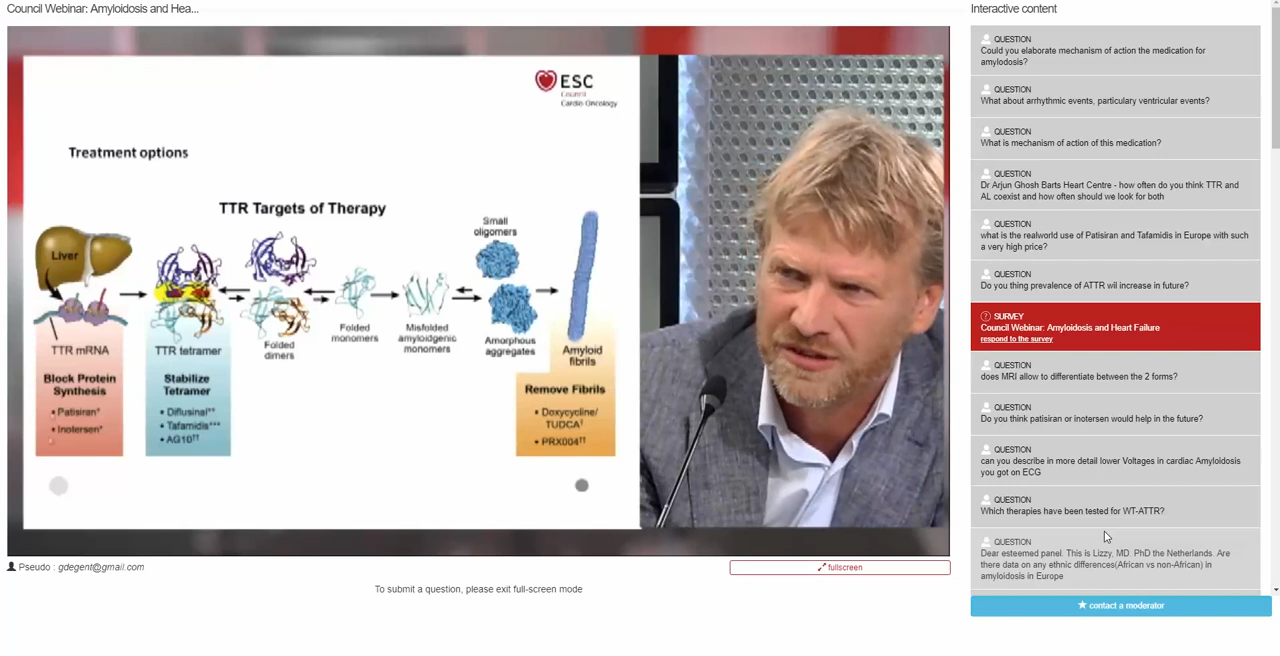 Council Webinar: Amyloidosis and Hea...
ESC
Council
Cardio Oncology
Treatment options
TTR Targets of Therapy
Liver
Small
oligomers
TTR mRNA
TTR tetramer
Folded
dimers
Folded
monomers
Misfolded
amyloidgenic
monomers
Amorphous
aggregates
Amyloid
fibrils
Block Protein
Synthesis
• Patisiran*
• Inotersen*
Stabilize
Tetramer
• Diflusinal**
• Tafamidis***
• AG10††
Remove Fibrils
• Doxycycline/
TUDCA†
• PRX004††
Pseudo : gdegent@gmail.com
fullscreen
To submit a question, please exit full-screen mode
Interactive content
QUESTION
Could you elaborate mechanism of action the medication for
amylodosis?
QUESTION
What about arrhythmic events, particulary ventricular events?
QUESTION
What is mechanism of action of this medication?
QUESTION
Dr Arjun Ghosh Barts Heart Centre - how often do you think TTR and
AL coexist and how often should we look for both
QUESTION
what is the realworld use of Patisiran and Tafamidis in Europe with such
a very high price?
QUESTION
Do you thing prevalence of ATTR wil increase in future?
SURVEY
Council Webinar: Amyloidosis and Heart Failure
respond to the survey
QUESTION
does MRI allow to differentiate between the 2 forms?
QUESTION
Do you think patisiran or inotersen would help in the future?
QUESTION
can you describe in more detail lower Voltages in cardiac Amyloidosis
you got on ECG
QUESTION
Which therapies have been tested for WT-ATTR?
QUESTION
Dear esteemed panel. This is Lizzy, MD. PhD the Netherlands. Are
there data on any ethnic differences(African vs non-African) in
amyloidosis in Europe
contact a moderator